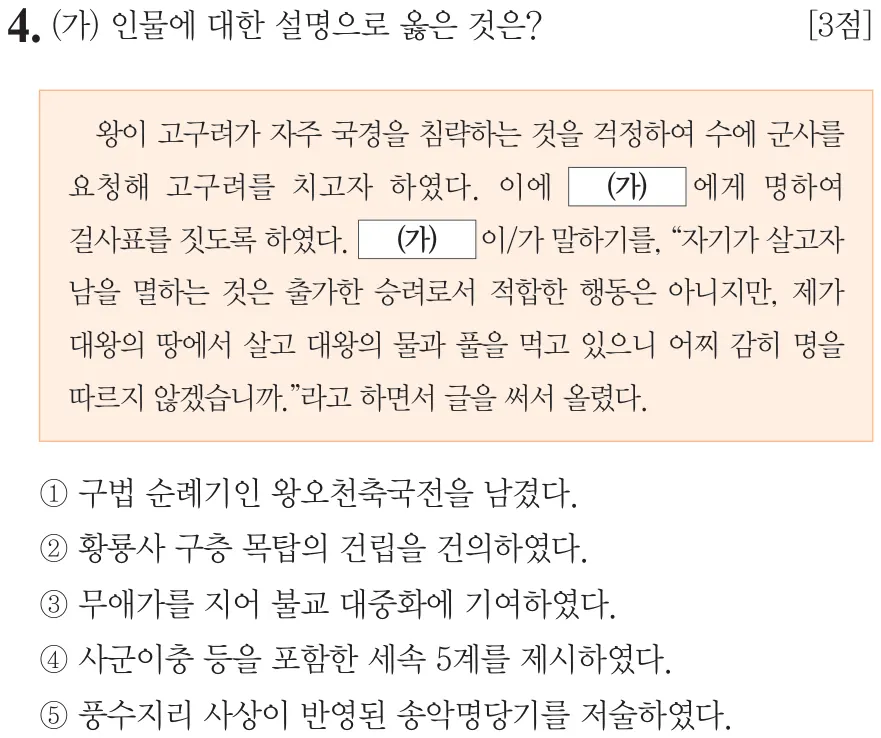 4. (가) 인물에 대한 설명으로 옳은 것은? [3점]
왕이 고구려가 자주 국경을 침략하는 것을 걱정하여 수에 군사를
요청해 고구려를 치고자 하였다. 이에 (가) 에게 명하여
걸사표를 짓도록 하였다. (가) 이/가 말하기를, “자기가 살고자
남을 멸하는 것은 출가한 승려로서 적합한 행동은 아니지만, 제가
대왕의 땅에서 살고 대왕의 물과 풀을 먹고 있으니 어찌 감히 명을
따르지 않겠습니까.”라고 하면서 글을 써서 올렸다.
① 구법 순례기인 왕오천축국전을 남겼다.
② 황룡사 구층 목탑의 건립을 건의하였다.
③ 무애가를 지어 불교 대중화에 기여하였다.
④ 사군이충 등을 포함한 세속 5계를 제시하였다.
⑤ 풍수지리 사상이 반영된 송악명당기를 저술하였다.